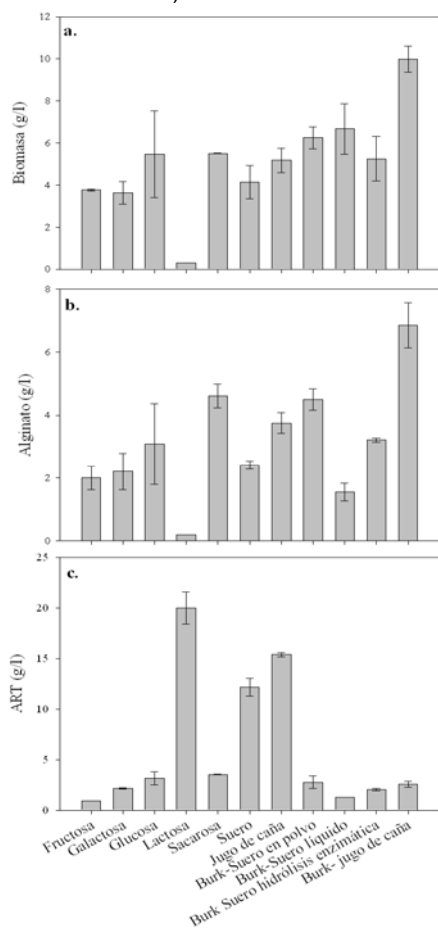 a.
12
10
8
6
4
2
0
Biomasa (g/l)
b.
8
6
4
2
0
Alginato (g/l)
c.
25
20
15
10
5
0
ART (g/l)
Fructosa
Galactosa
Glucosa
Lactosa
Sacarosa
Suero
Jugo de caña
Burk-Suero en polvo
Burk-Suero líquido
Burk Suero hidrólisis enzimática
Burk- jugo de caña